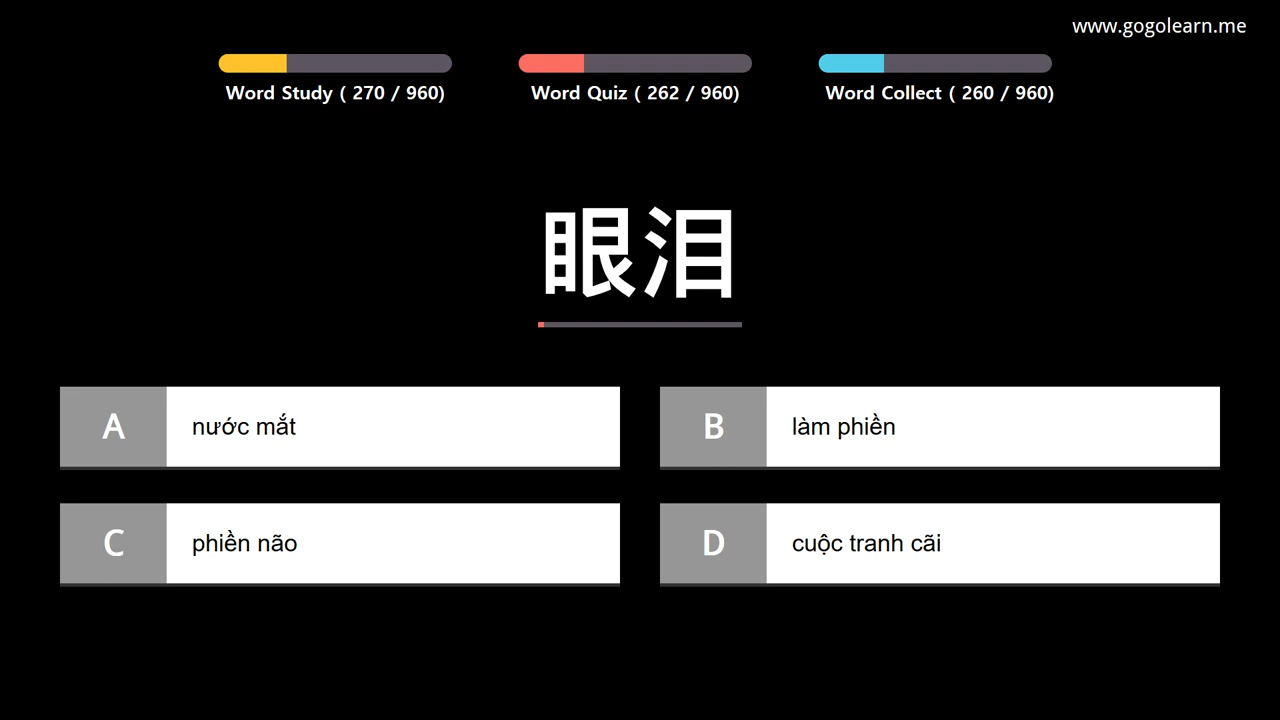 www.gogolearn.me
Word Study ( 270 / 960)
Word Quiz ( 262 / 960)
Word Collect ( 260 / 960)
眼泪
A nước mắt
B làm phiền
C phiền não
D cuộc tranh cãi